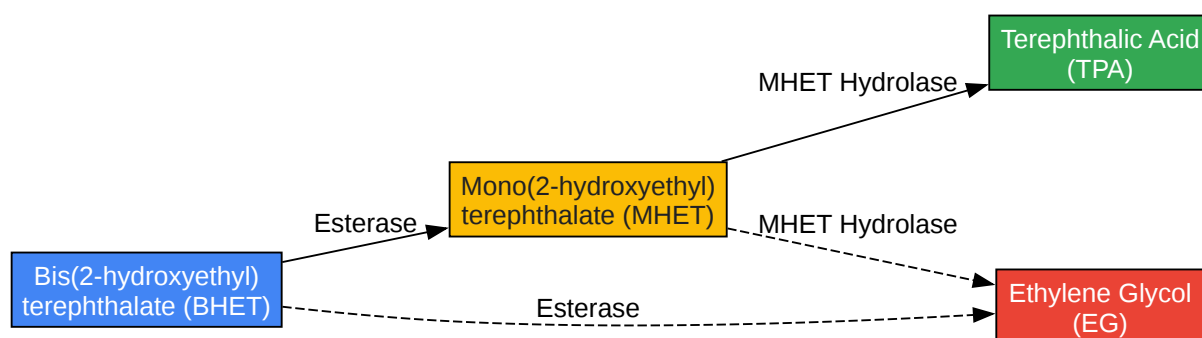 Terephthalic Acid
(TPA)
MHET Hydrolase
Mono(2-hydroxyethyl)
terephthalate (MHET)
Esterase
MHET Hydrolase
Bis(2-hydroxyethyl)
terephthalate (BHET)
Esterase
Ethylene Glycol
(EG)